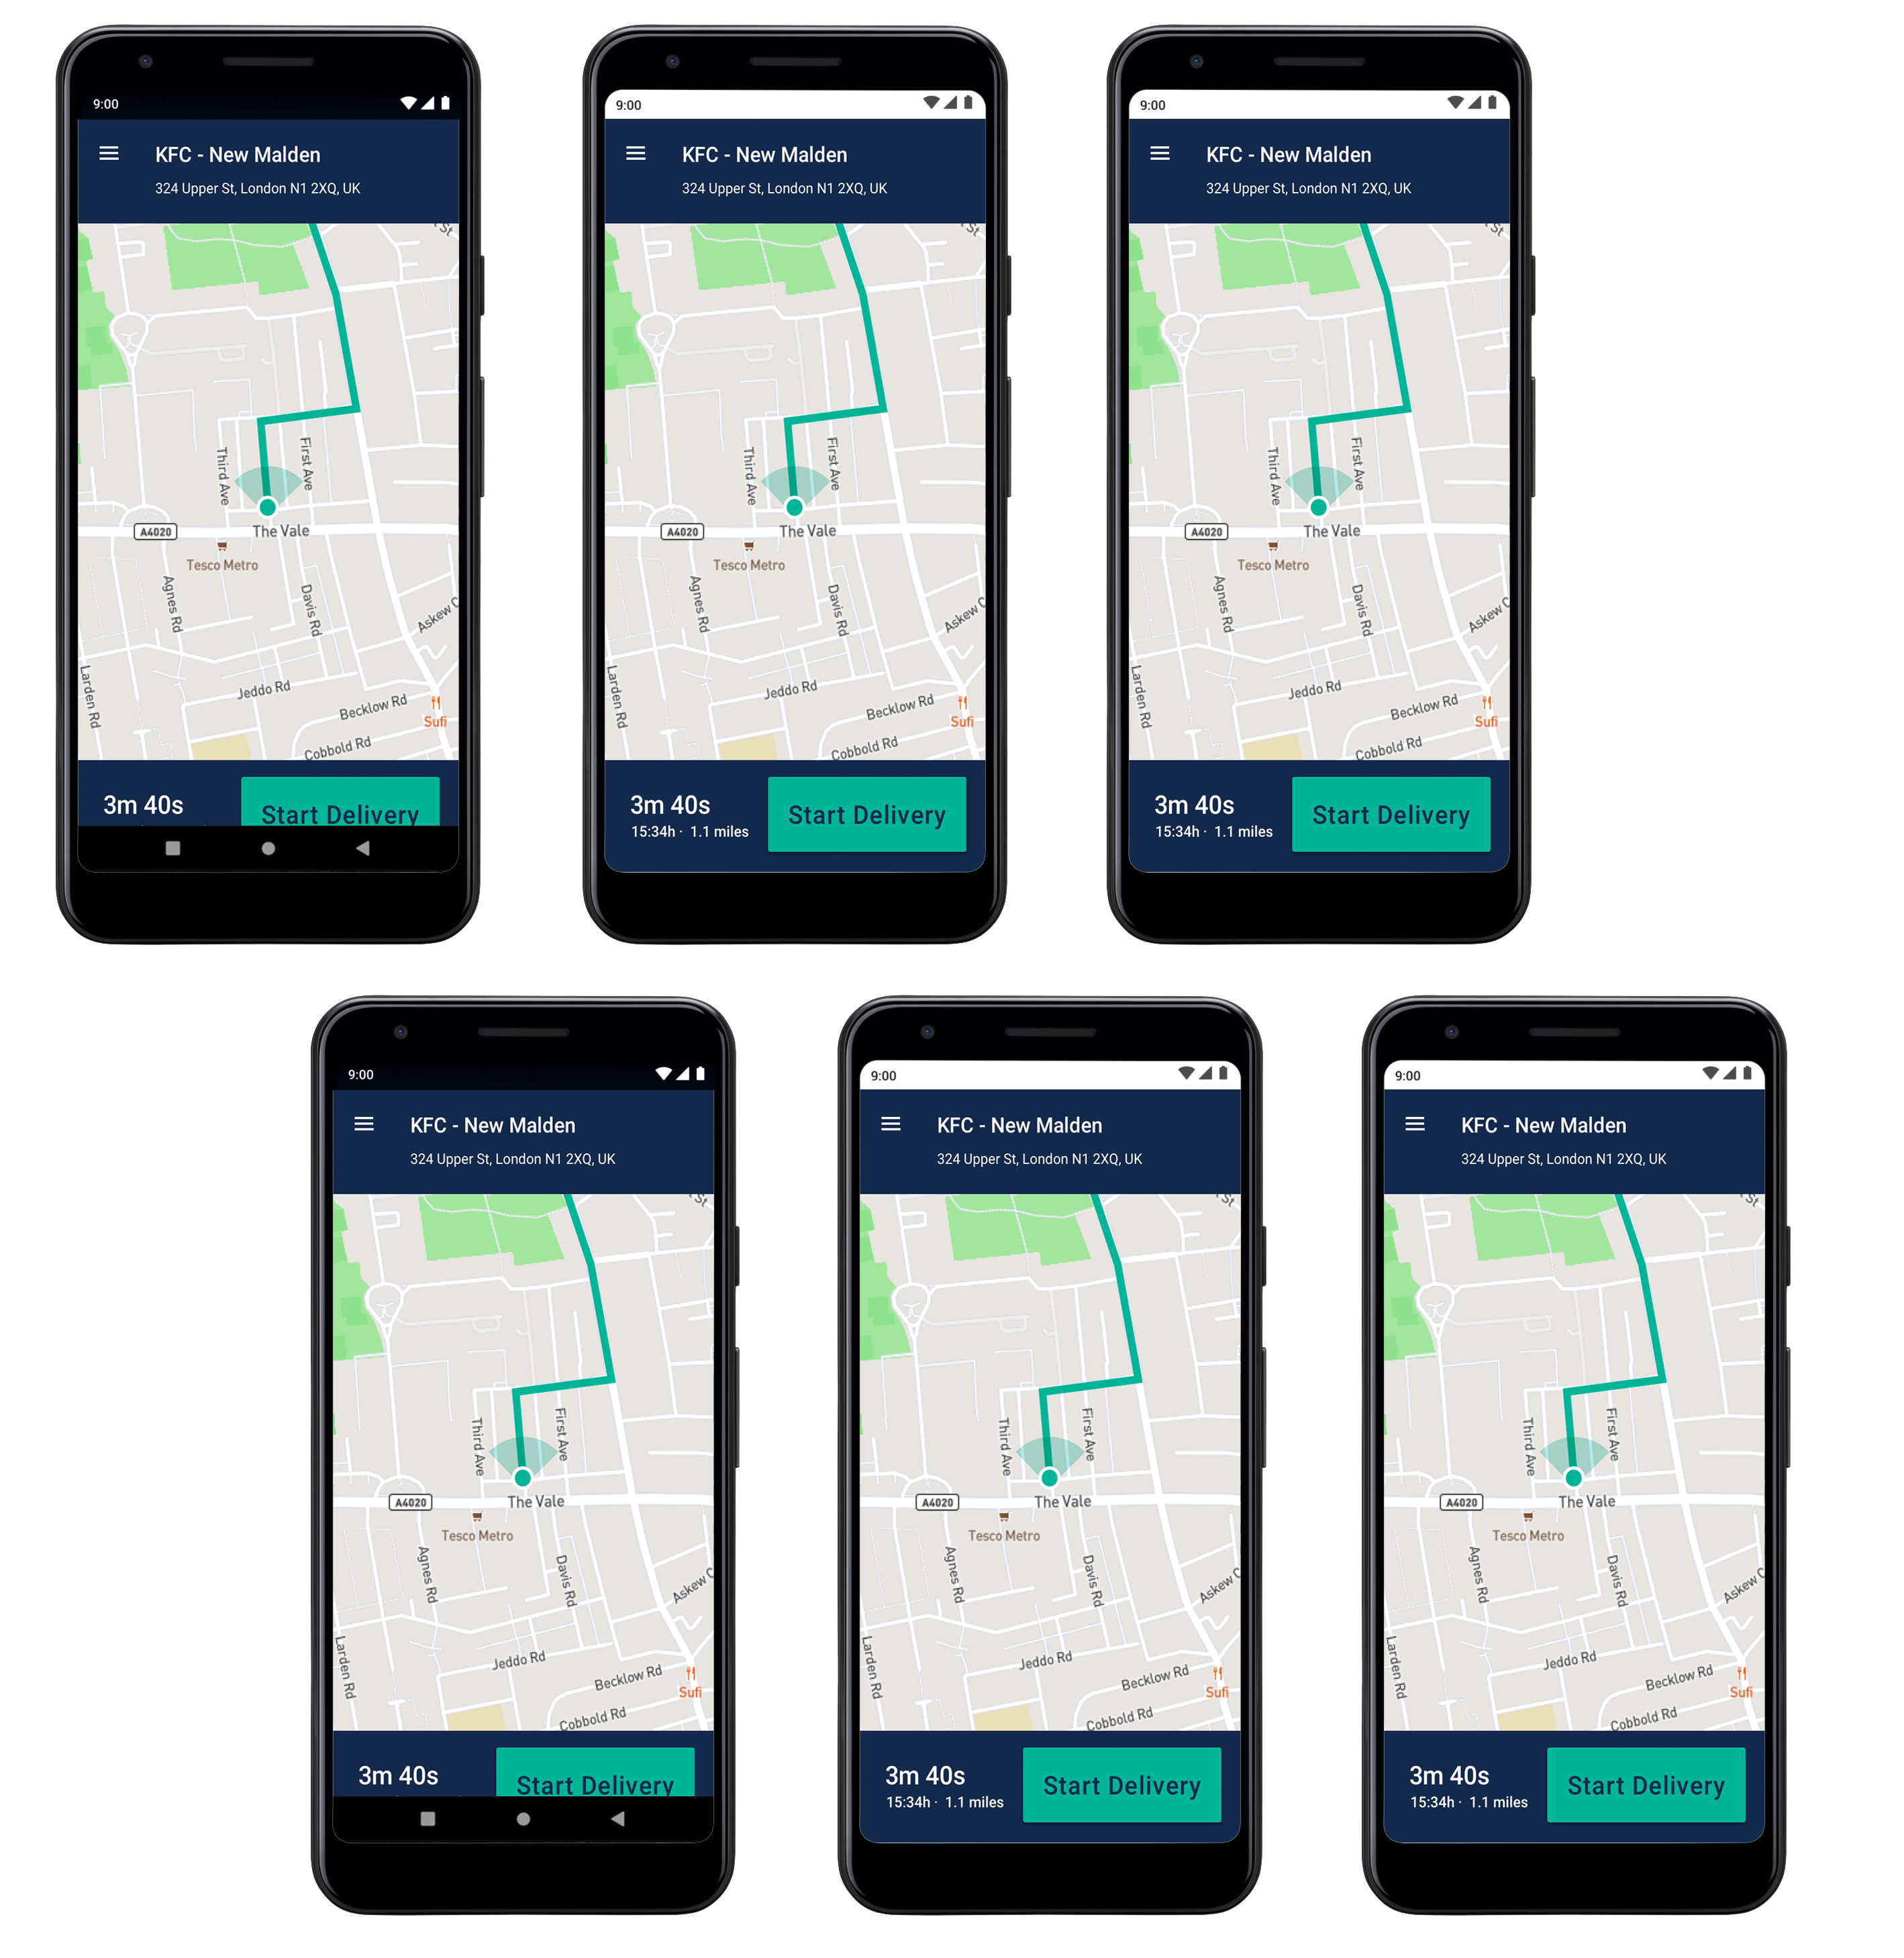 9:00
KFC - New Malden
324 Upper St, London N1 2XQ, UK
St
Third Ave
First Ave
A4020
The Vale
Tesco Metro
Agnes Rd
Davis Rd
Askew C
Larden Rd
Jeddo Rd
Becklow Rd
Sufi
Cobbold Rd
3m 40s
Start Delivery
9:00
KFC - New Malden
324 Upper St, London N1 2XQ, UK
St
Third Ave
First Ave
A4020
The Vale
Tesco Metro
Agnes Rd
Davis Rd
Askew C
Larden Rd
Jeddo Rd
Becklow Rd
Sufi
Cobbold Rd
3m 40s
15:34h · 1.1 miles
Start Delivery
9:00
KFC - New Malden
324 Upper St, London N1 2XQ, UK
St
Third Ave
First Ave
A4020
The Vale
Tesco Metro
Agnes Rd
Davis Rd
Askew C
Larden Rd
Jeddo Rd
Becklow Rd
Sufi
Cobbold Rd
3m 40s
15:34h · 1.1 miles
Start Delivery
9:00
KFC - New Malden
324 Upper St, London N1 2XQ, UK
St
Third Ave
First Ave
A4020
The Vale
Tesco Metro
Agnes Rd
Davis Rd
Askew C
Larden Rd
Jeddo Rd
Becklow Rd
Sufi
Cobbold Rd
3m 40s
Start Delivery
9:00
KFC - New Malden
324 Upper St, London N1 2XQ, UK
St
Third Ave
First Ave
A4020
The Vale
Tesco Metro
Agnes Rd
Davis Rd
Askew C
Larden Rd
Jeddo Rd
Becklow Rd
Sufi
Cobbold Rd
3m 40s
15:34h · 1.1 miles
Start Delivery
9:00
KFC - New Malden
324 Upper St, London N1 2XQ, UK
St
Third Ave
First Ave
A4020
The Vale
Tesco Metro
Agnes Rd
Davis Rd
Askew C
Larden Rd
Jeddo Rd
Becklow Rd
Sufi
Cobbold Rd
3m 40s
15:34h · 1.1 miles
Start Delivery